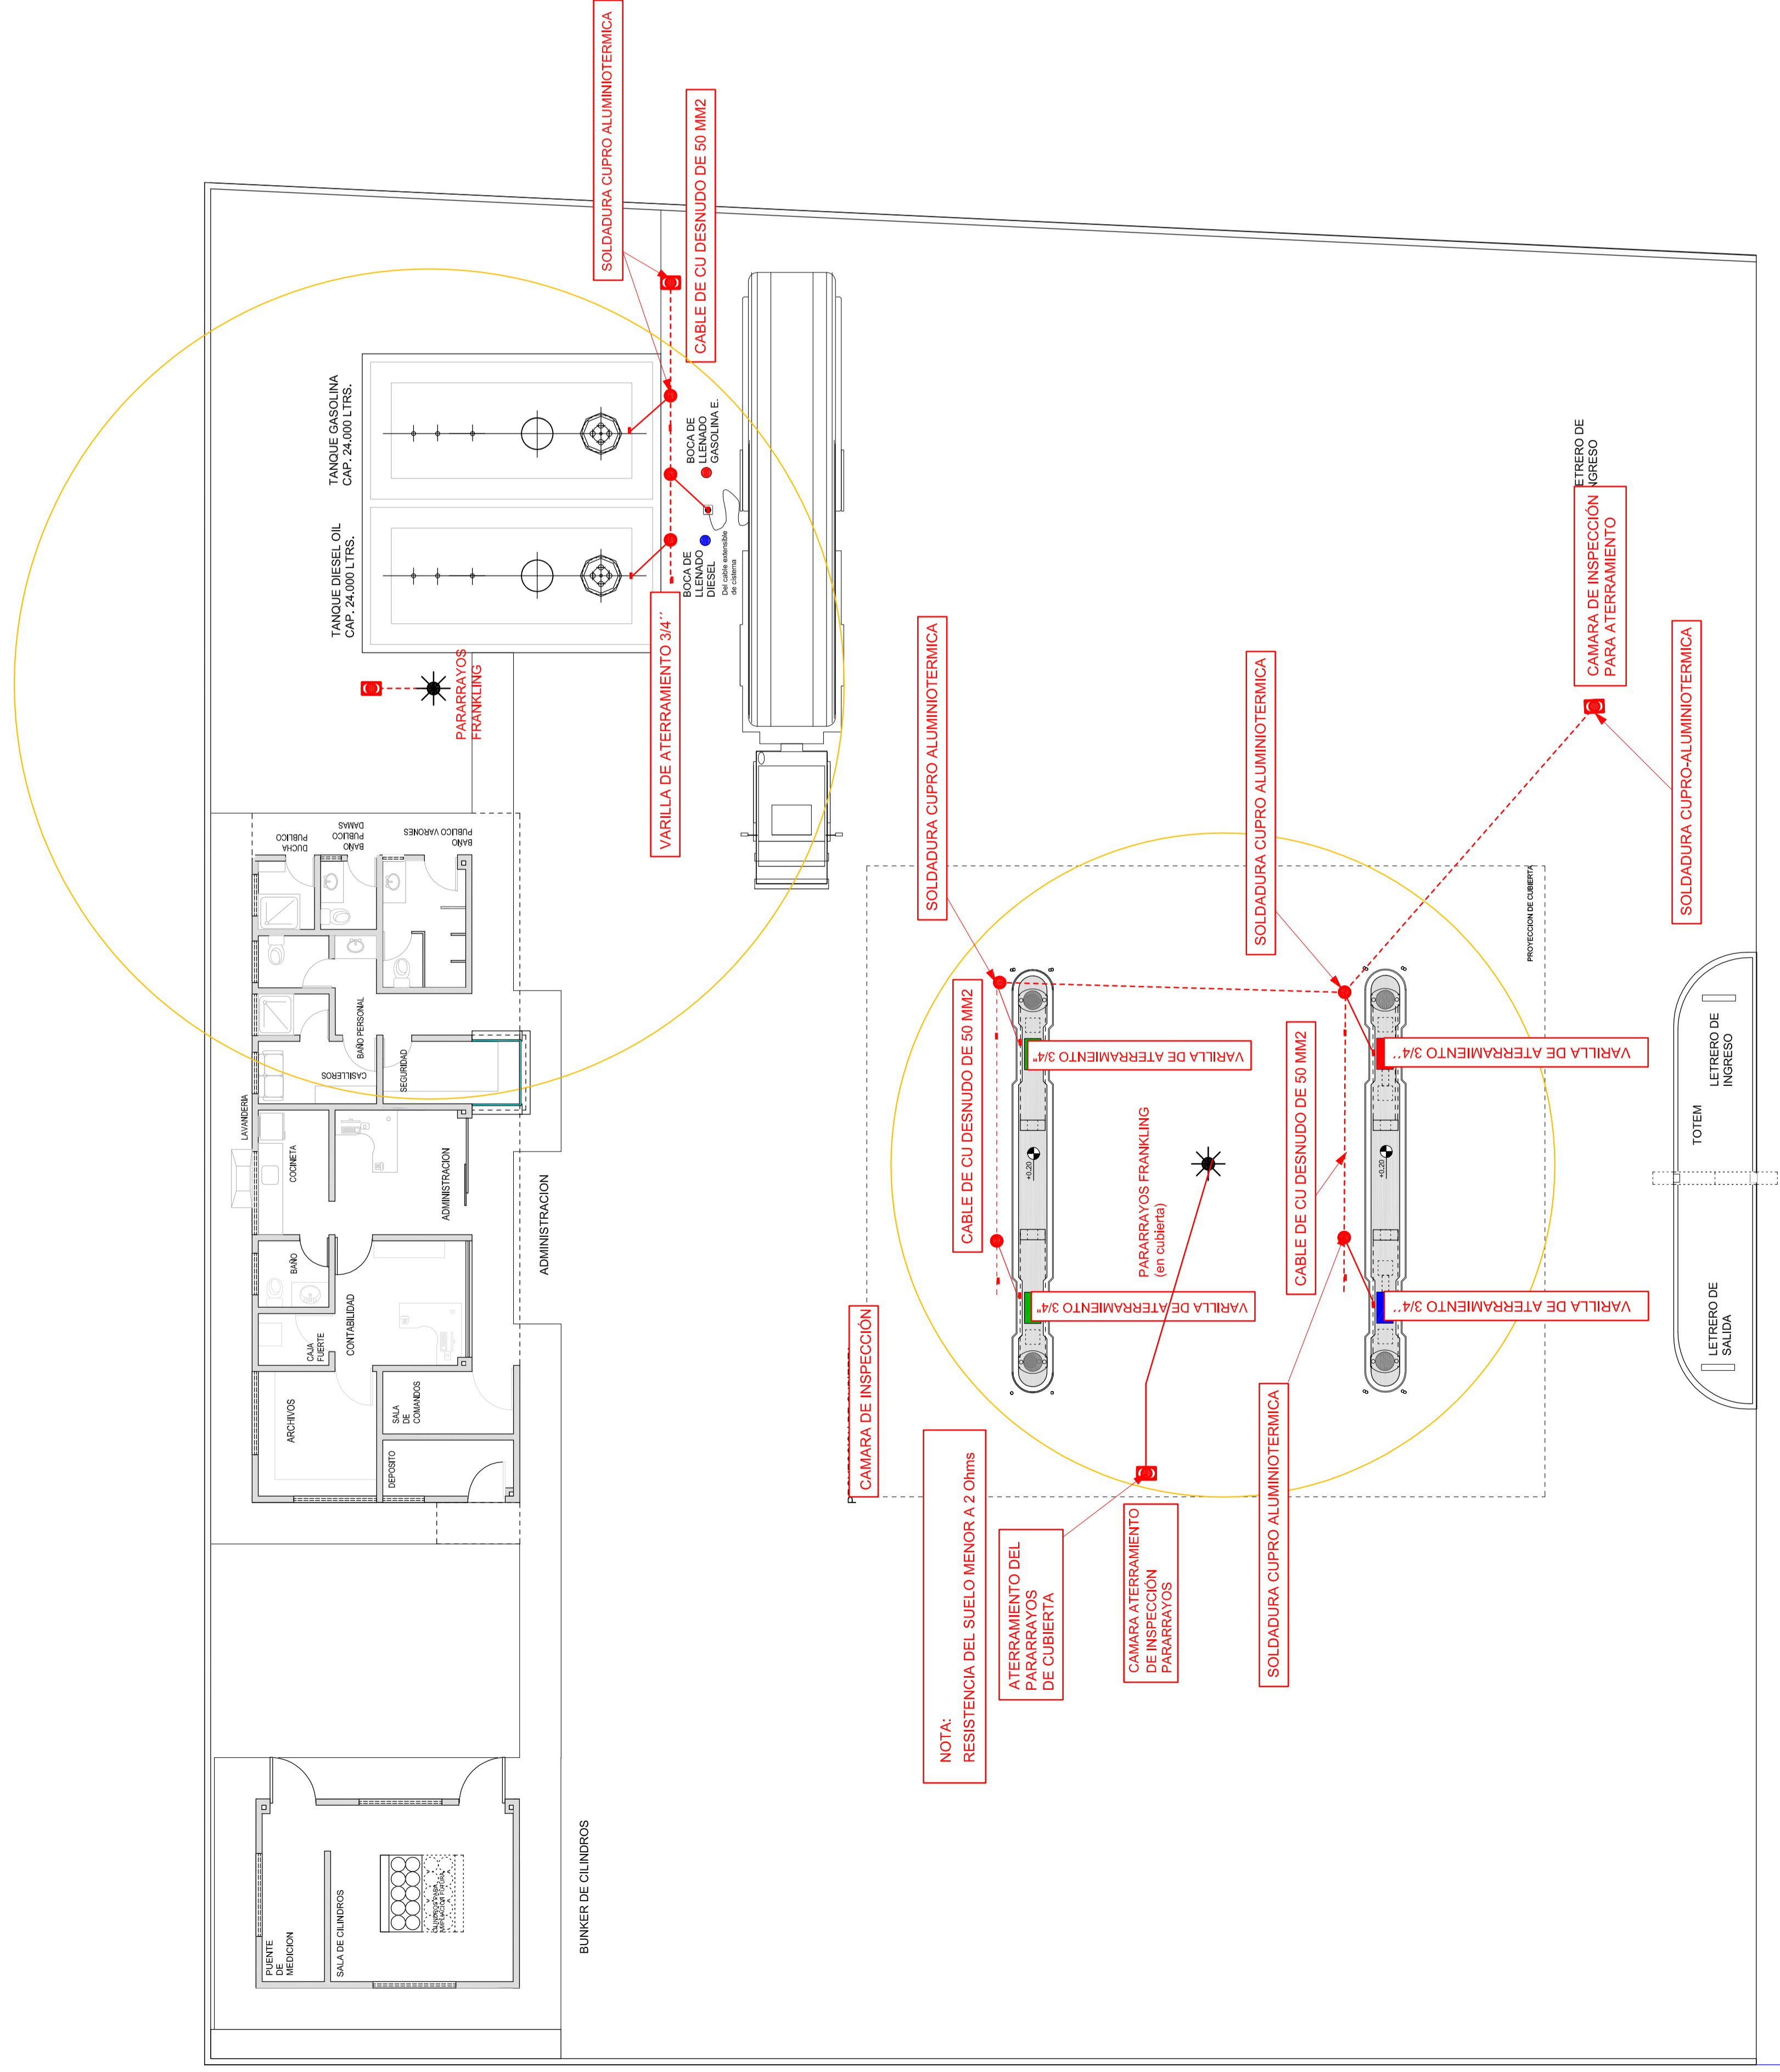 SOLDADURA CUPRO ALUMINIOTERMICA
CABLE DE CU DESNUDO DE 50 MM2
TANQUE GASOLINA
CAP. 24.000 LTRS.
TANQUE DIESEL OIL
CAP. 24.000 LTRS.
BOCA DE
LLENADO
GASOLINA E.
BOCA DE
LLENADO
DIESEL
Del cable extensible
de cisterna
VARILLA DE ATERRAMIENTO 3/4´´
PARARRAYOS
FRANKLING
ETRERO DE
NGRESO
CAMARA DE INSPECCIÓN
PARA ATERRAMIENTO
SOLDADURA CUPRO-ALUMINIOTERMICA
SOLDADURA CUPRO ALUMINIOTERMICA
SOLDADURA CUPRO ALUMINIOTERMICA
PROYECCION DE CUBIERTA
DUCHA
PUBLICO
BAÑO
PUBLICO
DAMAS
BAÑO
PUBLICO VARONES
BAÑO PERSONAL
CASILLEROS
SEGURIDAD
LAVANDERIA
COCINETA
ADMINISTRACION
ADMINISTRACION
BAÑO
CAJA
FUERTE
CONTABILIDAD
ARCHIVOS
SALA
DE
COMANDOS
DEPOSITO
CABLE DE CU DESNUDO DE 50 MM2
VARILLA DE ATERRAMIENTO 3/4"
VARILLA DE ATERRAMIENTO 3/4´´
+0,20
+0,20
PARARRAYOS FRANKLING
(en cubierta)
CABLE DE CU DESNUDO DE 50 MM2
VARILLA DE ATERRAMIENTO 3/4"
VARILLA DE ATERRAMIENTO 3/4´´
LETRERO DE
INGRESO
TOTEM
LETRERO DE
SALIDA
CAMARA DE INSPECCIÓN
NOTA:
RESISTENCIA DEL SUELO MENOR A 2 Ohms
ATERRAMIENTO DEL
PARARRAYOS
DE CUBIERTA
CAMARA ATERRAMIENTO
DE INSPECCIÓN
PARARRAYOS
SOLDADURA CUPRO ALUMINIOTERMICA
PUENTE
DE
MEDICION
SALA DE CILINDROS
BUNKER DE CILINDROS